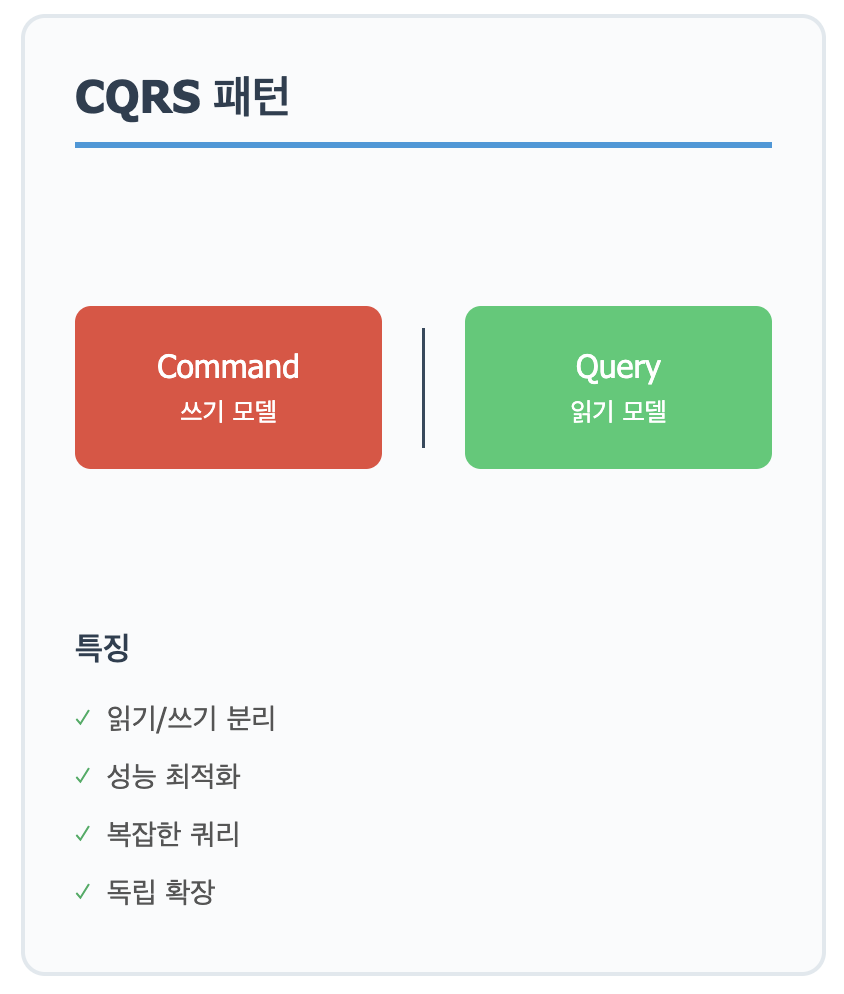 CQRS 패턴
Command
쓰기 모델
Query
읽기 모델
특징
✓ 읽기/쓰기 분리
✓ 성능 최적화
✓ 복잡한 쿼리
✓ 독립 확장